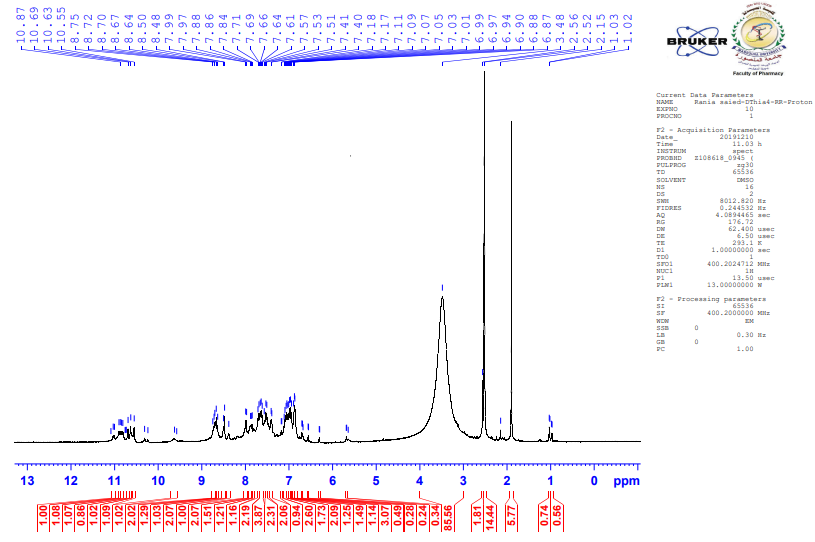 10.87
10.69
10.63
10.55
8.75
8.72
8.70
8.67
8.64
8.50
8.48
7.99
7.97
7.88
7.86
7.84
7.71
7.69
7.66
7.64
7.61
7.57
7.53
7.51
7.41
7.40
7.18
7.17
7.11
7.09
7.07
7.05
7.03
7.01
6.99
6.97
6.94
6.90
6.88
6.87
3.48
2.56
2.52
2.15
1.03
1.02
BRUKER
Faculty of Pharmacy
Current Data Parameters
NAME Rania saied-DThia4-RR-Proton
EXPNO 10
PROCNO 1
F2 - Acquisition Parameters
Date_ 20191210
Time 11.03 h
INSTRUM spect
PROBHD Z108618_0945 (
PULPROG zg30
TD 65536
SOLVENT DMSO
NS 16
DS 2
SWH 8012.820 Hz
FIDRES 0.244532 Hz
AQ 4.0894465 sec
RG 176.72
DW 62.400 usec
DE 6.50 usec
TE 293.1 K
D1 1.00000000 sec
TD0 1
SFO1 400.2024712 MHz
NUC1 1H
P1 13.50 usec
PLW1 13.00000000 W
F2 - Processing parameters
SI 65536
SF 400.2000000 MHz
WDW EM
SSB 0
LB 0.30 Hz
GB 0
PC 1.00
13 12 11 10 9 8 7 6 5 4 3 2 1 0 ppm
1.00
1.08
1.07
0.86
1.02
1.09
1.02
2.02
1.29
1.03
2.07
1.00
2.07
1.51
1.21
1.16
2.19
3.87
2.31
2.06
0.94
2.60
1.73
2.09
1.25
1.49
1.14
3.07
0.49
0.28
0.24
0.34
85.56
1.81
14.44
5.77
0.74
0.56